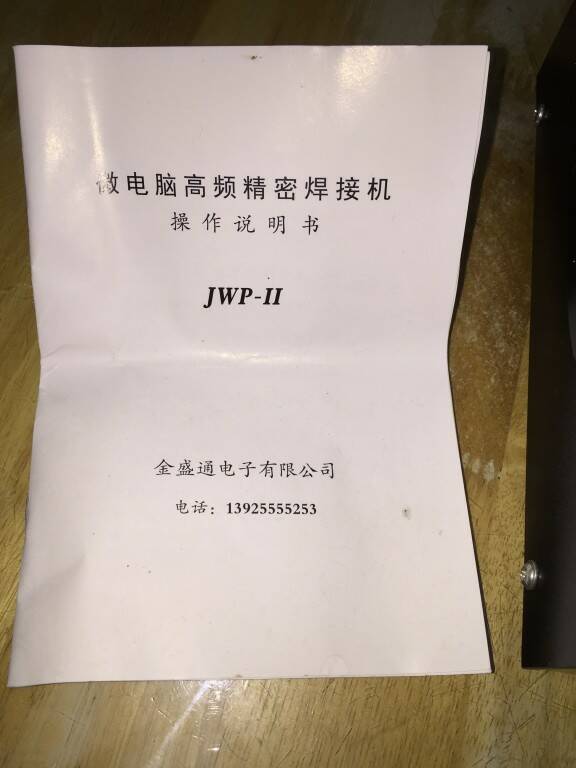 微电脑高频精密焊接机
操作说明书
JWP-II
金盛通电子有限公司
电话：13925555253